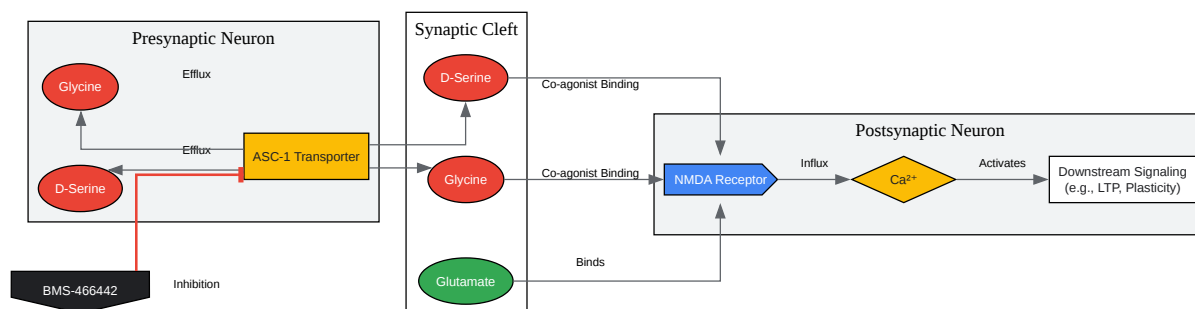 Presynaptic Neuron
Efflux
Glycine
Efflux
ASC-1 Transporter
D-Serine
BMS-466442
Inhibition
Synaptic Cleft
D-Serine
Glycine
Glutamate
Co-agonist Binding
Co-agonist Binding
Binds
Postsynaptic Neuron
NMDA Receptor
Influx
Ca²⁺
Activates
Downstream Signaling
(e.g., LTP, Plasticity)